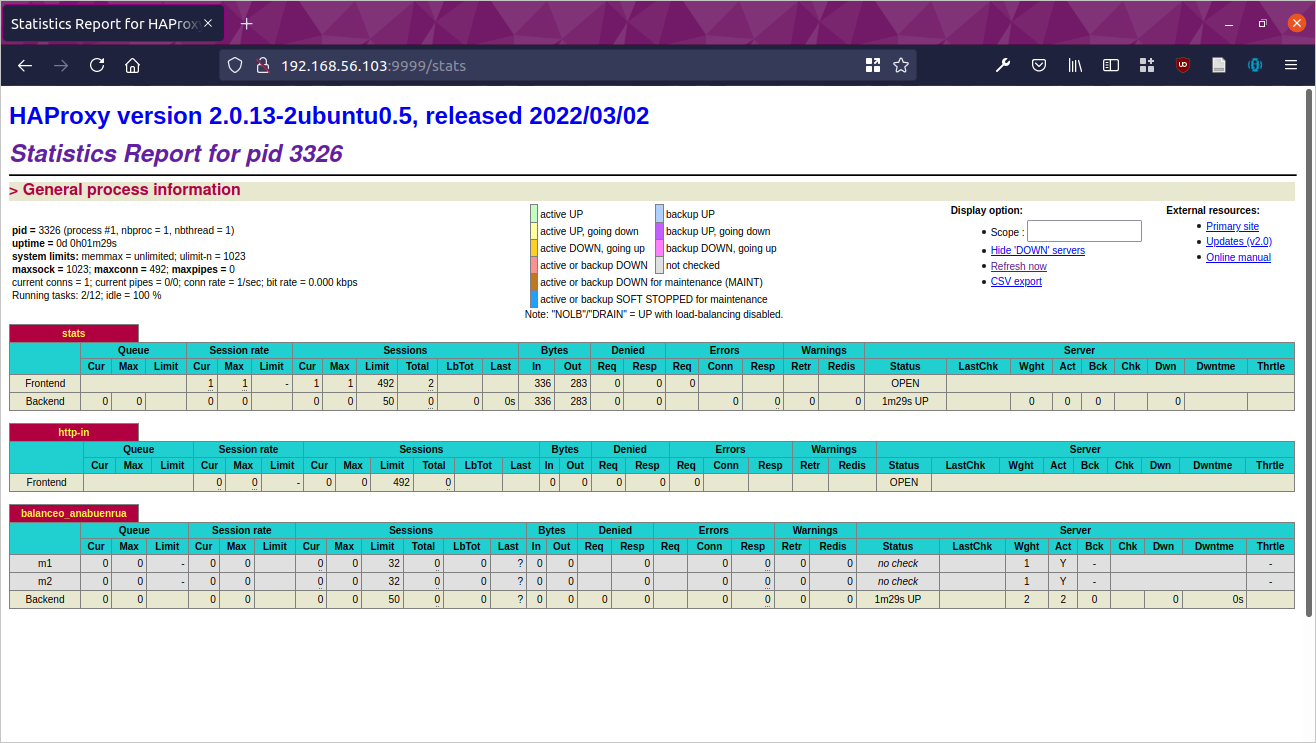 Statistics Report for HAProxy
192.168.56.103:9999/stats
HAProxy version 2.0.13-2ubuntu0.5, released 2022/03/02
Statistics Report for pid 3326
> General process information
pid = 3326 (process #1, nbproc = 1, nbthread = 1)
uptime = 0d 0h01m29s
system limits: memmax = unlimited; ulimit-n = 1023
maxsock = 1023; maxconn = 492; maxpipes = 0
current conns = 1; current pipes = 0/0; conn rate = 1/sec; bit rate = 0.000 kbps
Running tasks: 2/12; idle = 100 %
active UP backup UP
active UP, going down backup UP, going down
active DOWN, going up backup DOWN, going up
active or backup DOWN not checked
active or backup DOWN for maintenance (MAINT)
active or backup SOFT STOPPED for maintenance
Note: "NOLB"/"DRAIN" = UP with load-balancing disabled.
Display option:
Scope :
Hide 'DOWN' servers
Refresh now
CSV export
External resources:
Primary site
Updates (v2.0)
Online manual
stats
Queue Session rate Sessions Bytes Denied Errors Warnings Server
Cur Max Limit Cur Max Limit Cur Max Limit Total LbTot Last In Out Req Resp Req Conn Resp Retr Redis Status LastChk Wght Act Bck Chk Dwn Dwntme Thrtle
Frontend 1 1 - 1 1 492 2 336 283 0 0 0 OPEN
Backend 0 0 0 0 0 0 50 0 0 0s 336 283 0 0 0 0 0 0 1m29s UP 0 0 0 0
http-in
Queue Session rate Sessions Bytes Denied Errors Warnings Server
Cur Max Limit Cur Max Limit Cur Max Limit Total LbTot Last In Out Req Resp Req Conn Resp Retr Redis Status LastChk Wght Act Bck Chk Dwn Dwntme Thrtle
Frontend 0 0 - 0 0 492 0 0 0 0 0 0 OPEN
balanceo_anabuenrua
Queue Session rate Sessions Bytes Denied Errors Warnings Server
Cur Max Limit Cur Max Limit Cur Max Limit Total LbTot Last In Out Req Resp Req Conn Resp Retr Redis Status LastChk Wght Act Bck Chk Dwn Dwntme Thrtle
m1 0 0 - 0 0 0 0 32 0 0 ? 0 0 0 0 0 0 0 no check 1 Y - -
m2 0 0 - 0 0 0 0 32 0 0 ? 0 0 0 0 0 0 0 no check 1 Y - -
Backend 0 0 0 0 0 0 50 0 0 ? 0 0 0 0 0 0 0 0 1m29s UP 2 2 0 0 0s